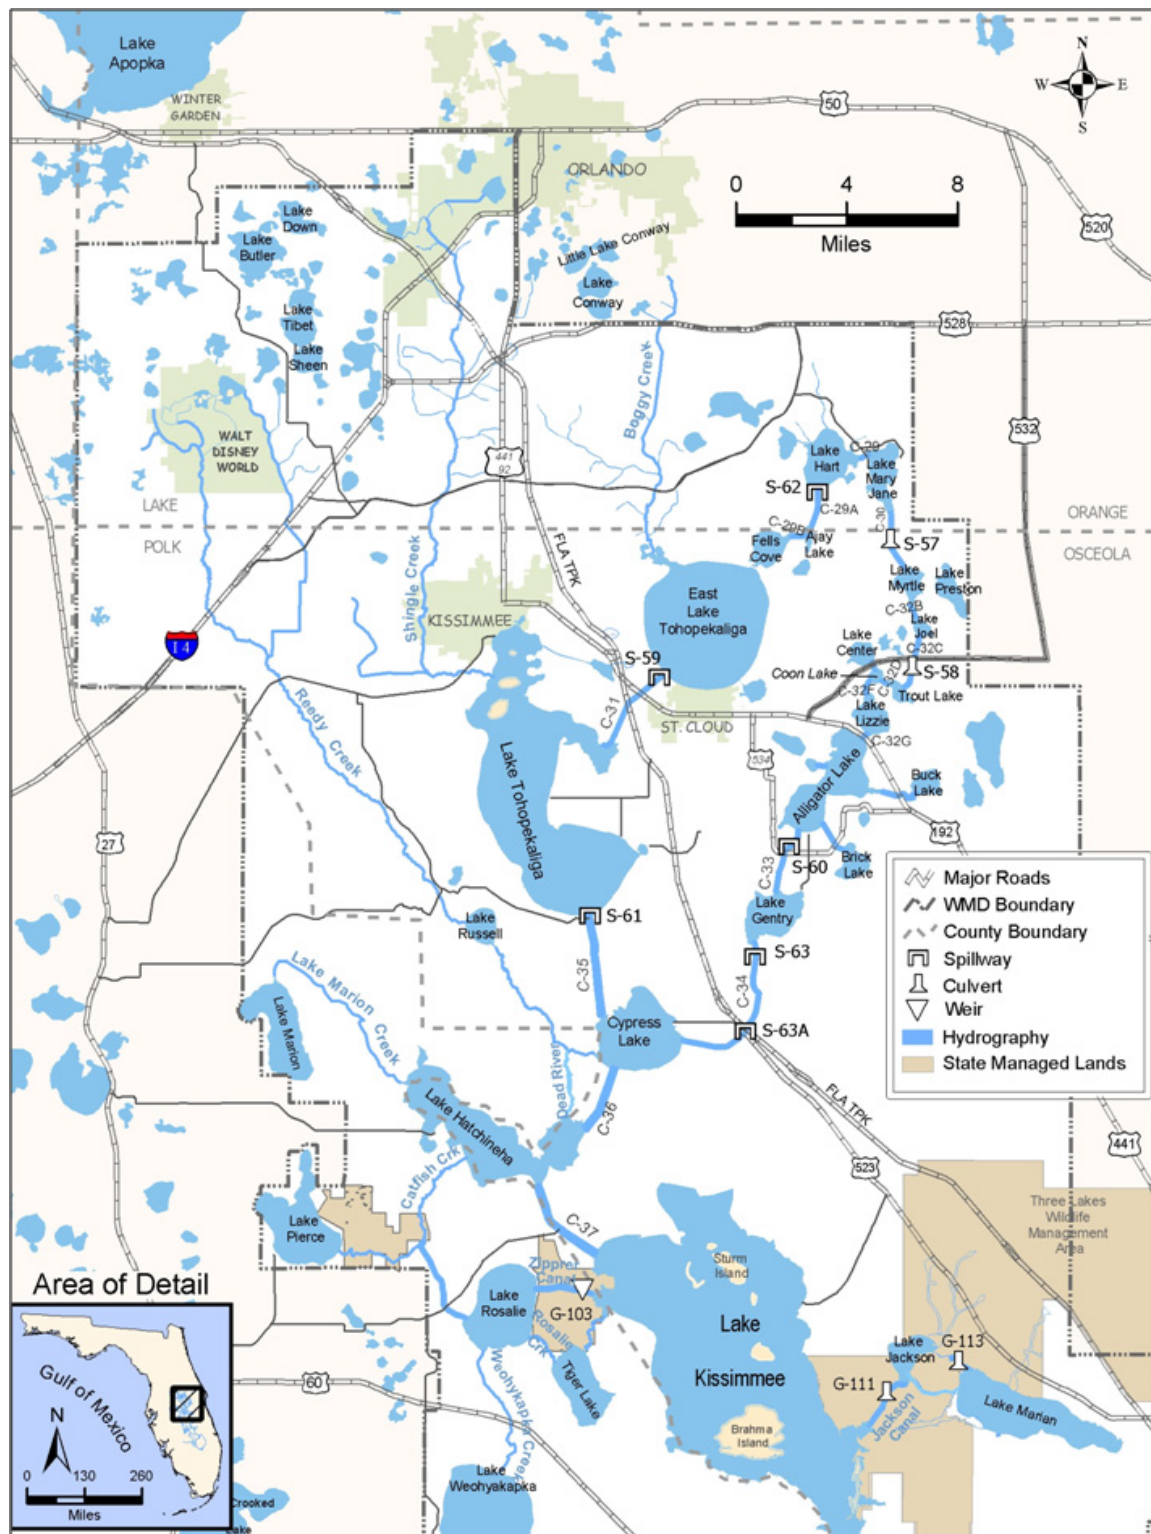 Lake
Apopka
WINTER
GARDEN
N
W
E
S
50
ORLANDO
0
4
8
Miles
520
Lake
Down
Lake
Butler
Little Lake Conway
Lake
Conway
Lake
Tibet
Lake
Sheen
528
Boggy Creek
532
WALT
DISNEY
WORLD
441
92
Lake
Hart
C-29
Lake
Mary
Jane
S-62
C-29A
C-30
LAKE
ORANGE
POLK
OSCEOLA
C-29B
Ajay
Lake
Fells
Cove
S-57
FLA TPK
Shingle Creek
Lake
Myrtle
Lake
Preston
East
Lake
Tohopekaliga
C-32B
Lake
Joel
KISSIMMEE
Lake
Center
C-32C
I 4
S-59
S-58
Coon Lake
C-32D
C-32F
Trout Lake
Lake
Lizzie
Reedy Creek
C-31
ST. CLOUD
C-32G
Lake Tohopekaliga
534
Alligator Lake
Buck
Lake
27
192
S-60
Brick
Lake
C-33
Lake
Gentry
Major Roads
WMD Boundary
County Boundary
Spillway
Culvert
Weir
Hydrography
State Managed Lands
Lake
Russell
S-61
S-63
Lake Marion Creek
C-35
C-34
Lake Marion
Cypress
Lake
S-63A
Dead River
Lake Hatchineha
C-36
FLA TPK
441
523
Catfish Crk
Three Lakes
Wildlife
Management
Area
Lake
Pierce
C-37
Sturm
Island
Zipprer
Canal
Area of Detail
Lake
Rosalie
G-103
Rosalie
Crk
Lake
Kissimmee
Lake
Jackson
G-113
G-111
Tiger Lake
60
Gulf of Mexico
N
0
130
260
Miles
Weohyakapka Creek
Jackson
Canal
Lake Marian
Brahma
Island
Lake
Weohyakapka
Crooked
Lake